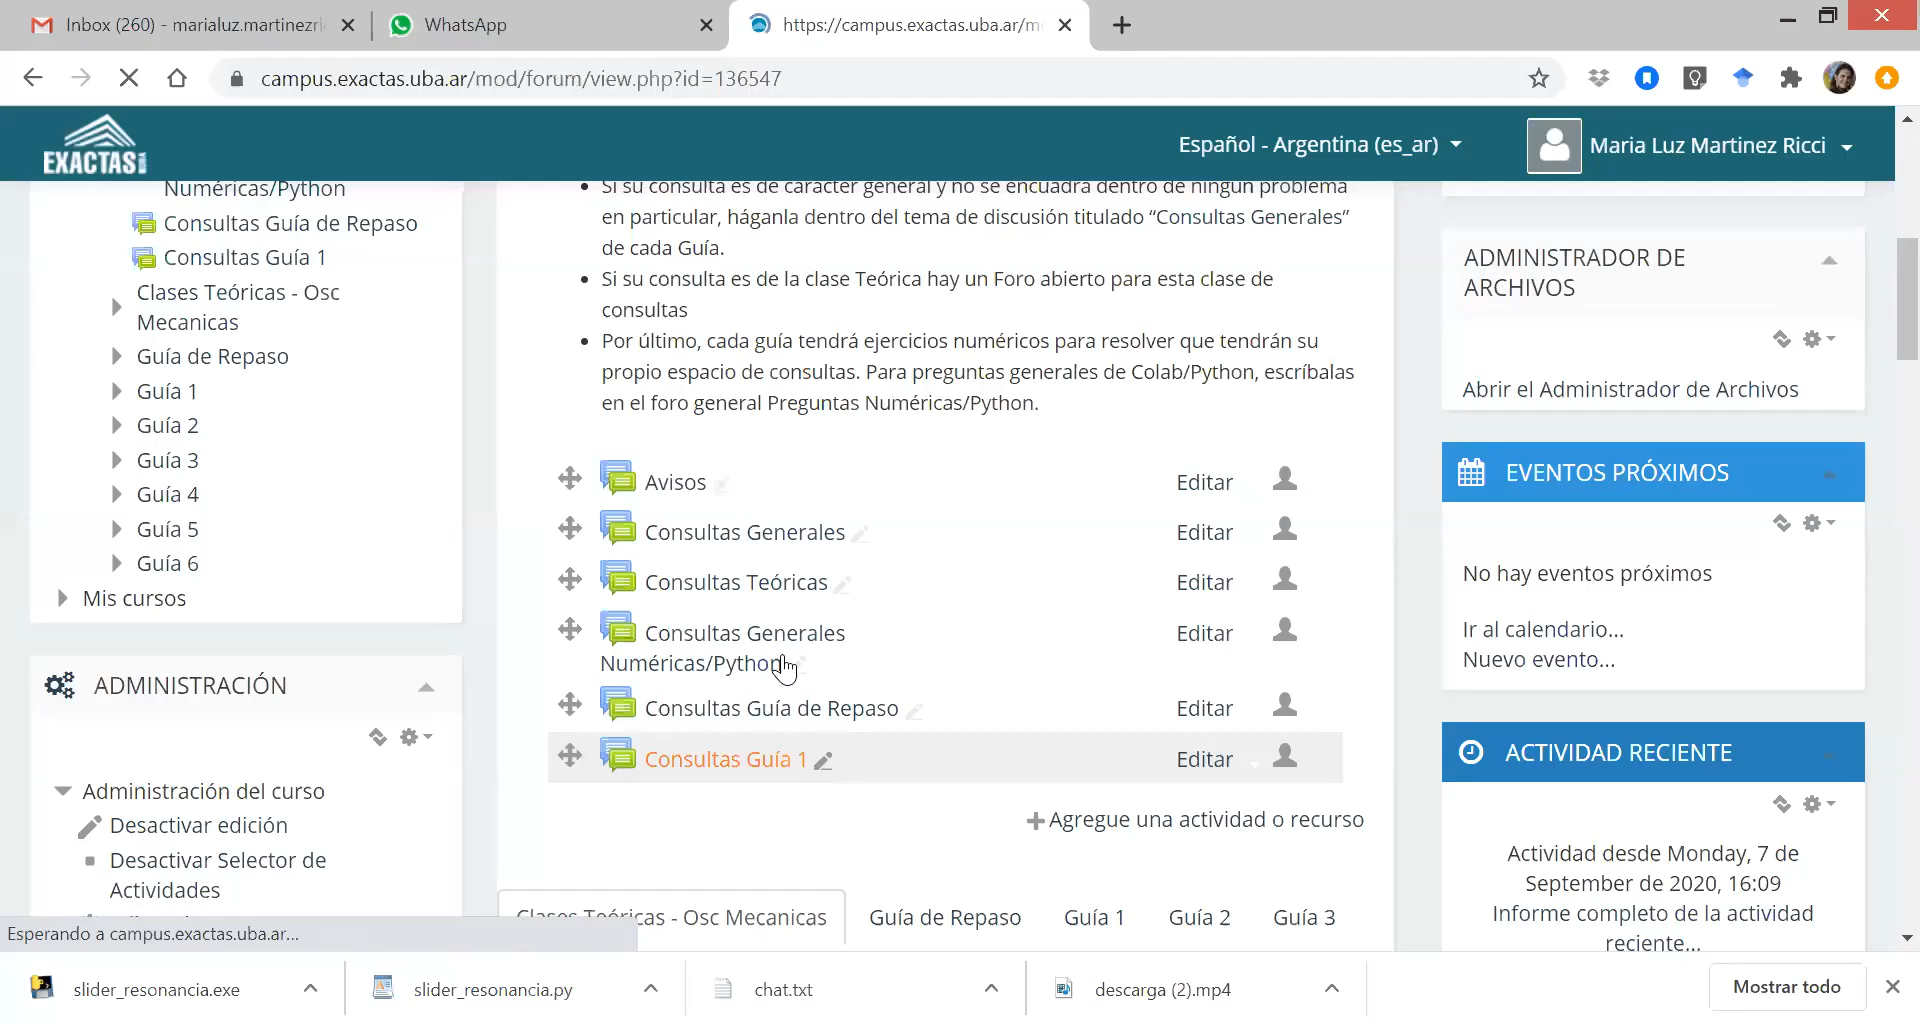 Inbox (260) - marialuz.martinezri
WhatsApp
https://campus.exactas.uba.ar/m
campus.exactas.uba.ar/mod/forum/view.php?id=136547
EXACTAS
Español - Argentina (es_ar)
Maria Luz Martinez Ricci
Numéricas/Python
Consultas Guía de Repaso
Consultas Guía 1
Clases Teóricas - Osc
Mecanicas
Guía de Repaso
Guía 1
Guía 2
Guía 3
Guía 4
Guía 5
Guía 6
Mis cursos
ADMINISTRACIÓN
Administración del curso
Desactivar edición
Desactivar Selector de
Actividades
Si su consulta es de carácter general y no se encuadra dentro de ningún problema
en particular, háganla dentro del tema de discusión titulado “Consultas Generales”
de cada Guía.
Si su consulta es de la clase Teórica hay un Foro abierto para esta clase de
consultas
Por último, cada guía tendrá ejercicios numéricos para resolver que tendrán su
propio espacio de consultas. Para preguntas generales de Colab/Python, escríbalas
en el foro general Preguntas Numéricas/Python.
Avisos Editar
Consultas Generales Editar
Consultas Teóricas Editar
Consultas Generales Editar
Numéricas/Python
Consultas Guía de Repaso Editar
Consultas Guía 1 Editar
Agregue una actividad o recurso
Clases Teóricas - Osc Mecanicas Guía de Repaso Guía 1 Guía 2 Guía 3
ADMINISTRADOR DE
ARCHIVOS
Abrir el Administrador de Archivos
EVENTOS PRÓXIMOS
No hay eventos próximos
Ir al calendario...
Nuevo evento...
ACTIVIDAD RECIENTE
Actividad desde Monday, 7 de
September de 2020, 16:09
Informe completo de la actividad
reciente...
Esperando a campus.exactas.uba.ar...
slider_resonancia.exe
slider_resonancia.py
chat.txt
descarga (2).mp4
Mostrar todo